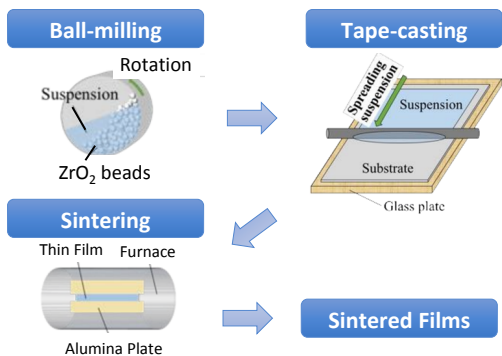 Ball-milling
Rotation
Suspension
ZrO2 beads
Tape-casting
Spreading
suspension
Suspension
Substrate
Glass plate
Sintering
Thin Film
Furnace
Alumina Plate
Sintered Films